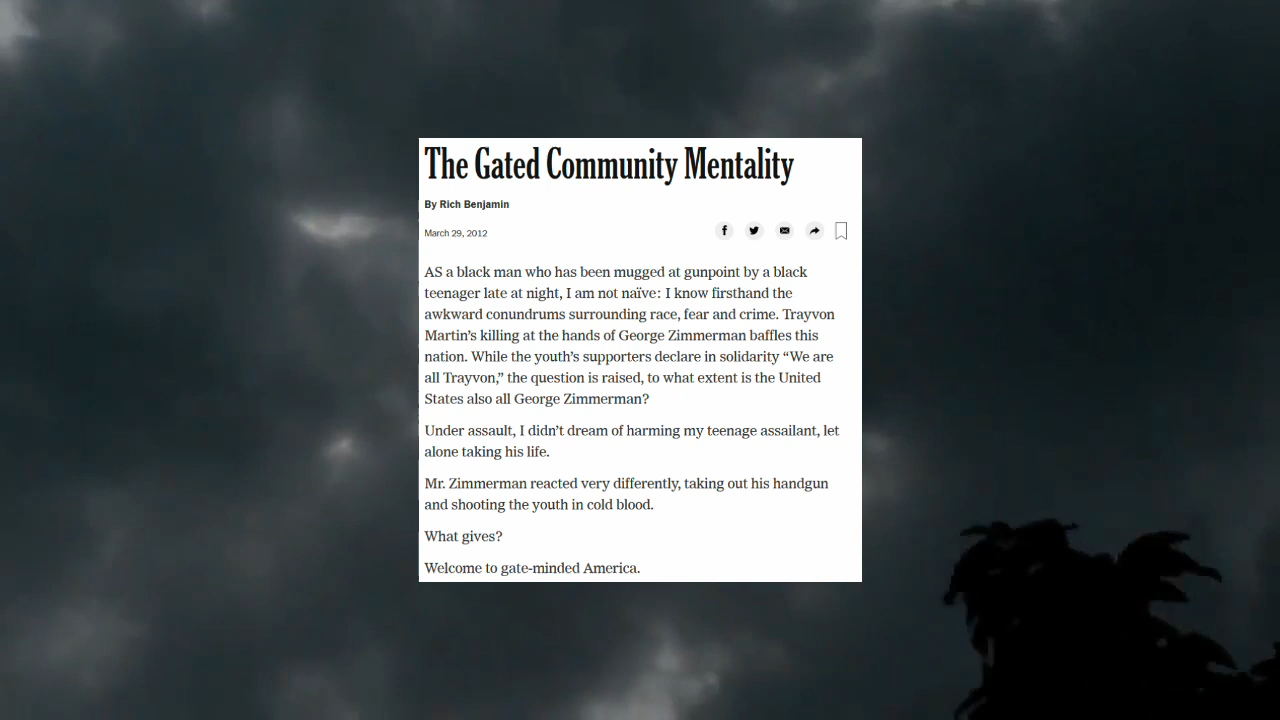 The Gated Community Mentality
By Rich Benjamin
March 29, 2012
AS a black man who has been mugged at gunpoint by a black
teenager late at night, I am not naïve: I know firsthand the
awkward conundrums surrounding race, fear and crime. Trayvon
Martin’s killing at the hands of George Zimmerman baffles this
nation. While the youth’s supporters declare in solidarity “We are
all Trayvon,” the question is raised, to what extent is the United
States also all George Zimmerman?
Under assault, I didn’t dream of harming my teenage assailant, let
alone taking his life.
Mr. Zimmerman reacted very differently, taking out his handgun
and shooting the youth in cold blood.
What gives?
Welcome to gate-minded America.